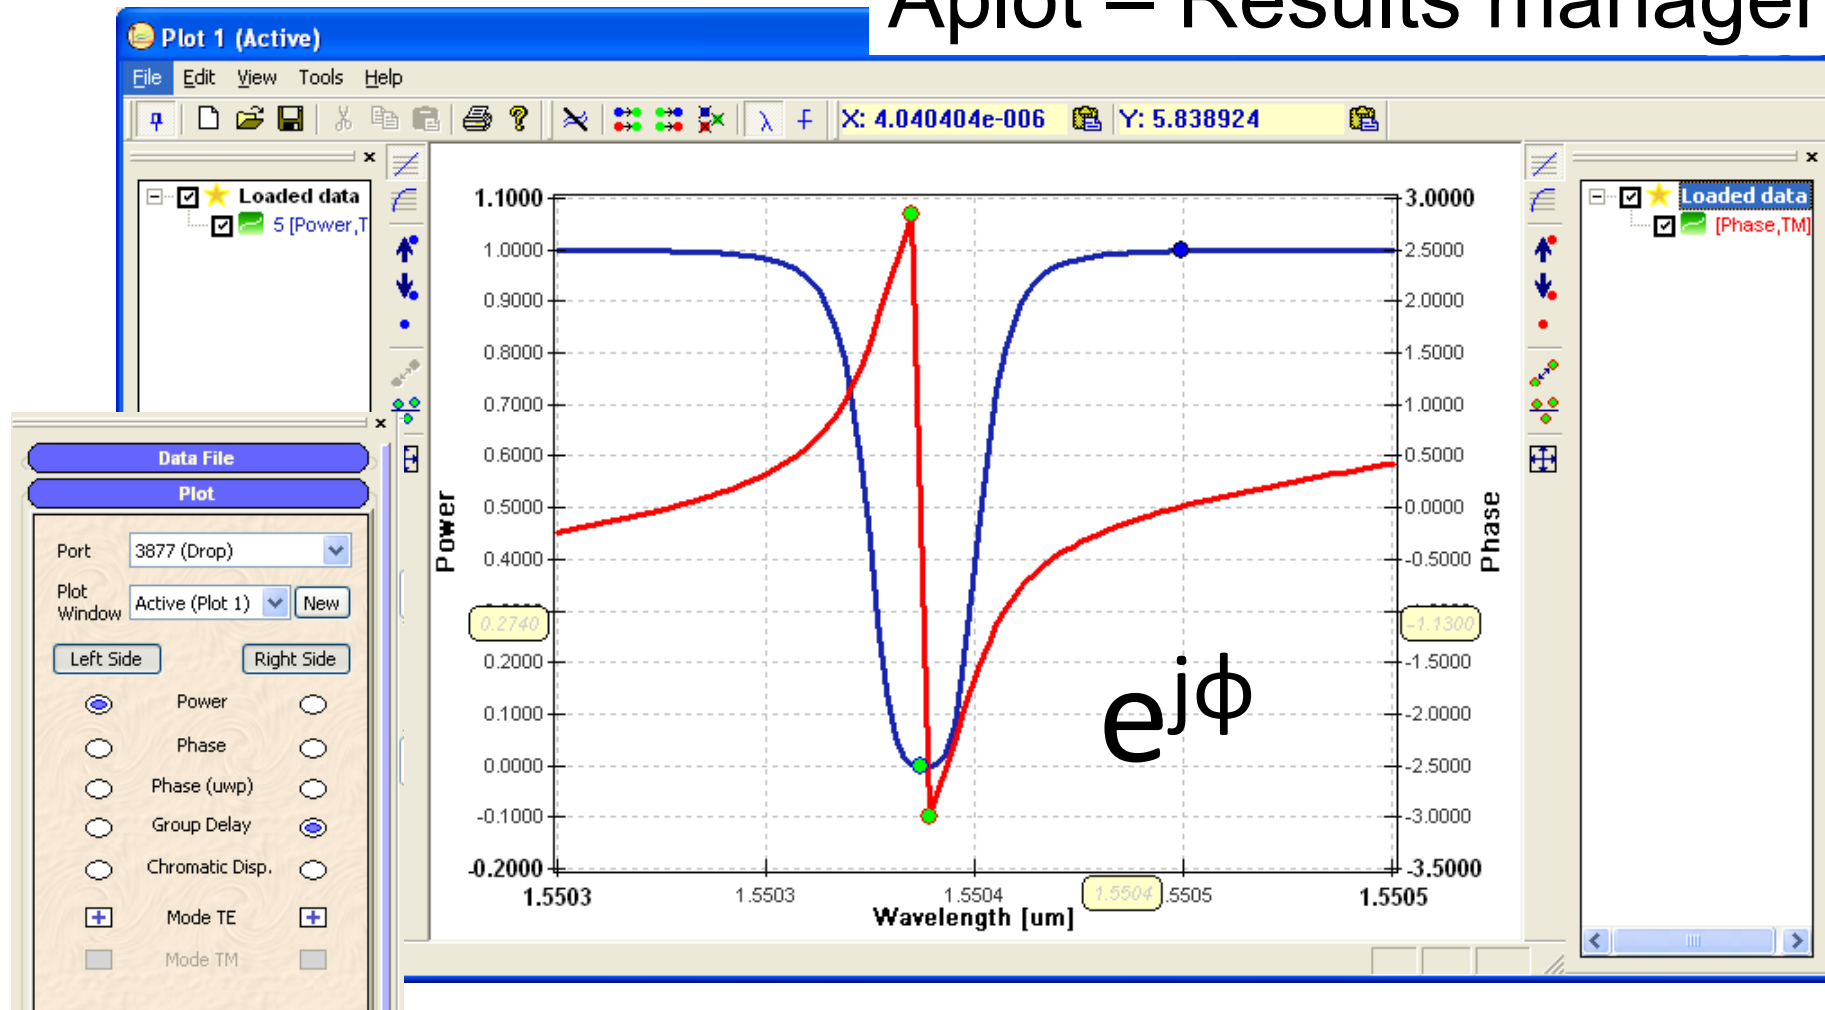 Aplot – Results manager
Plot 1 (Active)
File Edit View Tools Help
X: 4.040404e-006 Y: 5.838924
Loaded data
5 [Power,T
Loaded data
[Phase,TM]
1.1000
1.0000
0.9000
0.8000
0.7000
0.6000
0.5000
0.4000
0.2740
0.2000
0.1000
0.0000
-0.1000
-0.2000
Power
3.0000
2.5000
2.0000
1.5000
1.0000
0.5000
0.0000
-0.5000
-1.1300
-1.5000
-2.0000
-2.5000
-3.0000
-3.5000
Phase
e^jφ
1.5503 1.5503 1.5504 1.5504 .5505 1.5505
Wavelength [um]
Data File
Plot
Port 3877 (Drop)
Plot
Window Active (Plot 1) New
Left Side Right Side
Power
Phase
Phase (uwp)
Group Delay
Chromatic Disp.
Mode TE
Mode TM